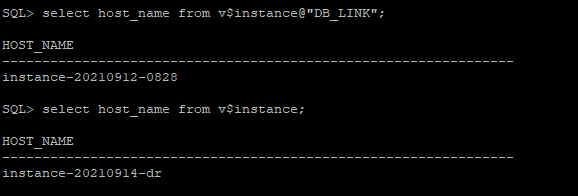 SQL> select host_name from v$instance@"DB_LINK";
HOST_NAME
----------------------------------------------------------------
instance-20210912-0828
SQL> select host_name from v$instance;
HOST_NAME
----------------------------------------------------------------
instance-20210914-dr